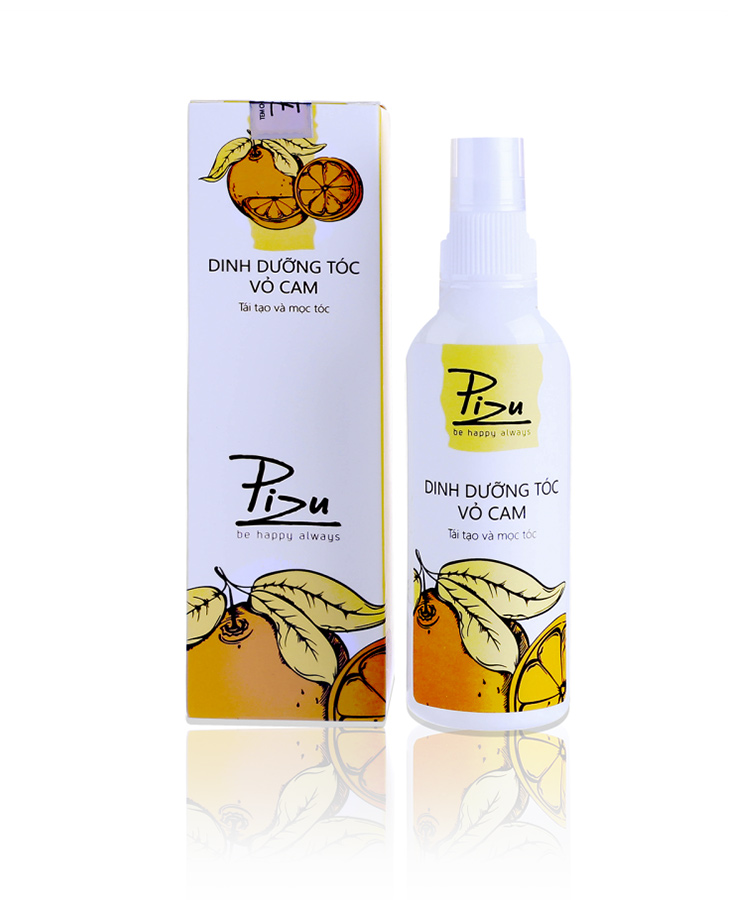 TEM
DINH DƯỠNG TÓC
VỎ CAM
Tái tạo và mọc tóc
Pizu
be happy always
Pizu
be happy always
DINH DƯỠNG TÓC
VỎ CAM
Tái tạo và mọc tóc